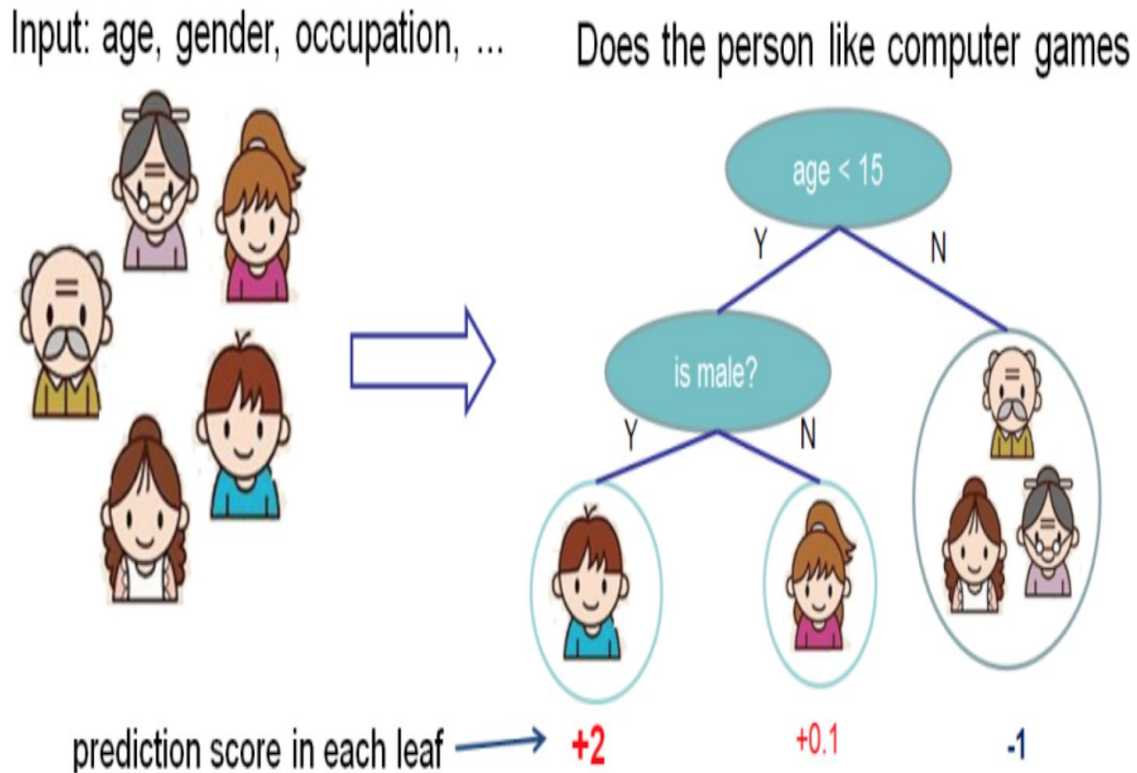 Input: age, gender, occupation, ...
Does the person like computer games
age < 15
Y
N
is male?
Y
N
prediction score in each leaf
+2
+0.1
-1